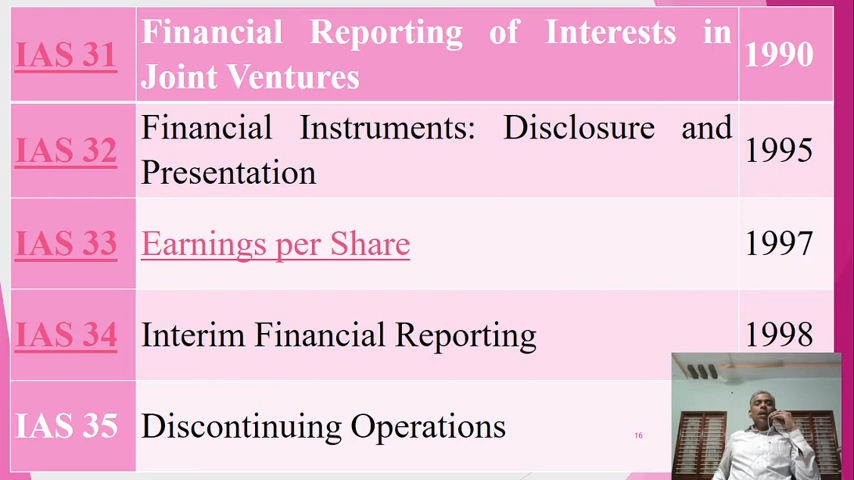 IAS 31 Financial Reporting of Interests in Joint Ventures 1990
IAS 32 Financial Instruments: Disclosure and Presentation 1995
IAS 33 Earnings per Share 1997
IAS 34 Interim Financial Reporting 1998
IAS 35 Discontinuing Operations
16